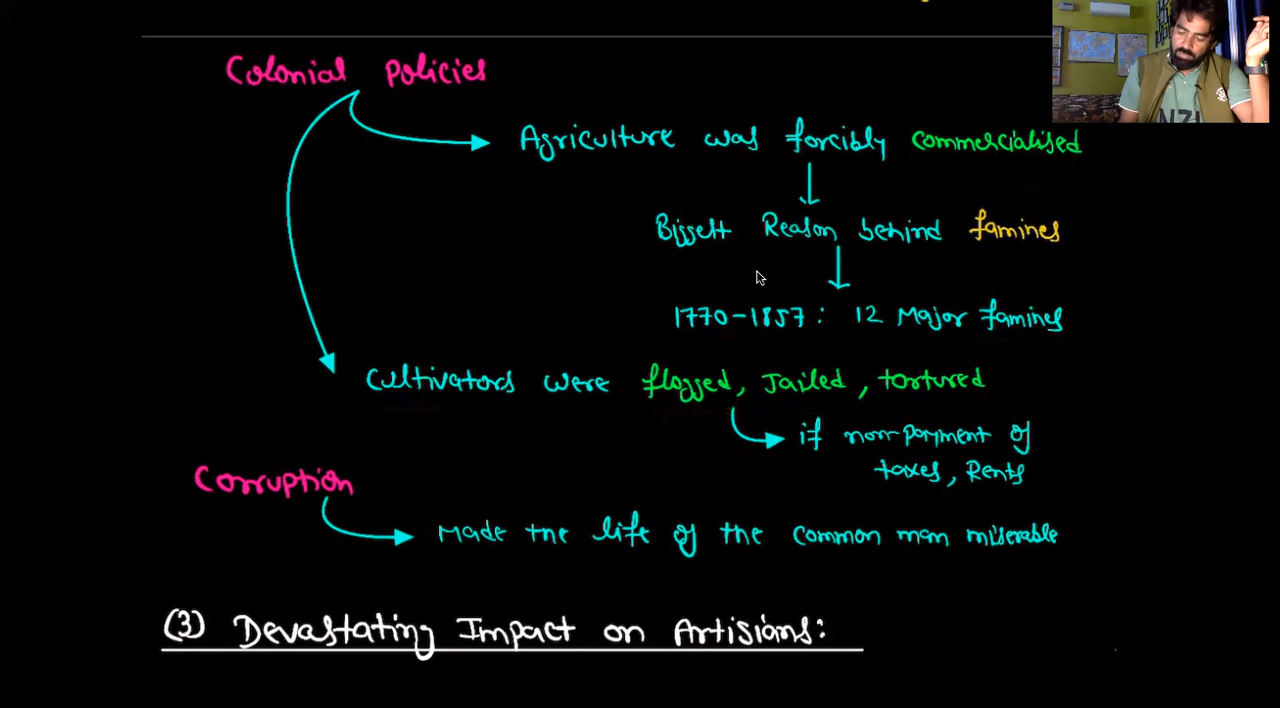 Colonial Policies
Agriculture was forcibly commercialised
Biggest Reason behind famines
1770-1857: 12 Major famines
Cultivators were flogged, Jailed, tortured
if non-payment of
taxes, Rents
Corruption
Made the life of the common man miserable
(3) Devastating Impact on Artisians: